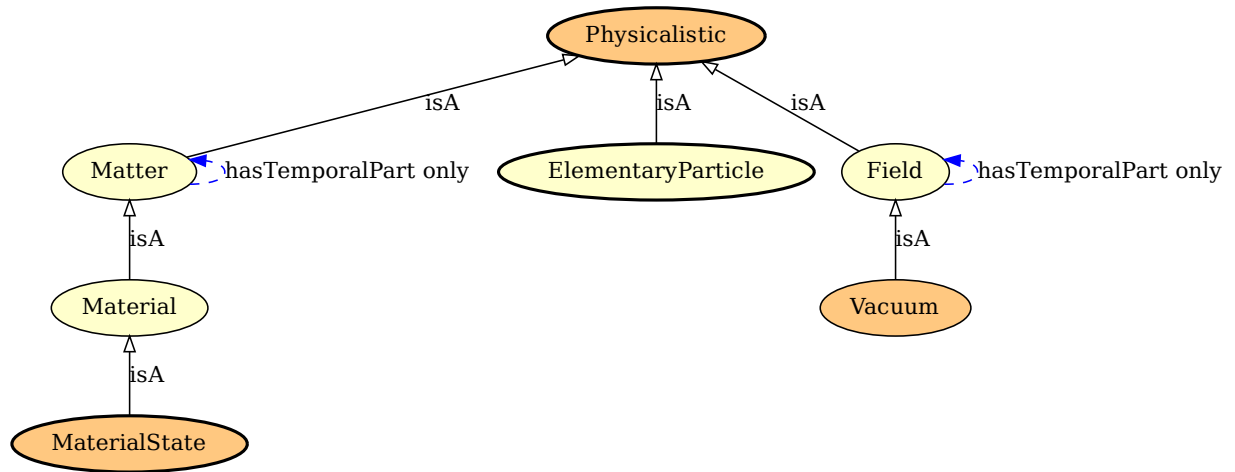 Physicalistic
isA
isA
isA
Matter
hasTemporalPart only
ElementaryParticle
Field
hasTemporalPart only
isA
isA
Material
Vacuum
isA
MaterialState